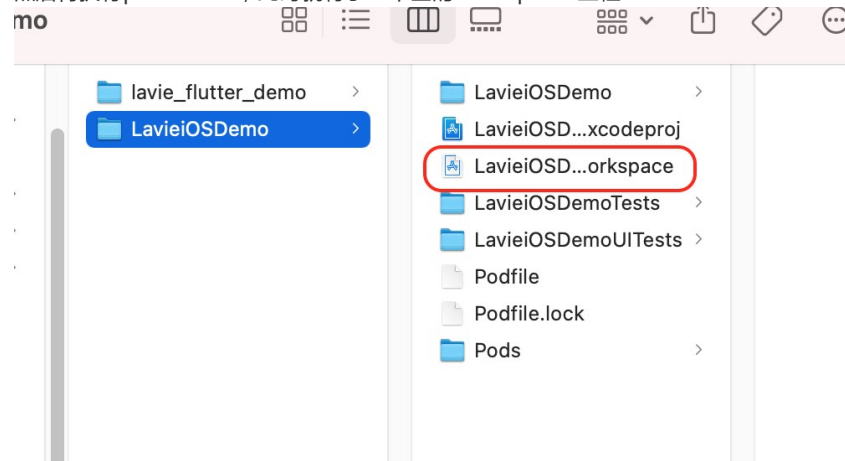 mo
lavie_flutter_demo
LavieiOSDemo
LavieiOSDemo
LavieiOSD...xcodeproj
LavieiOSD...orkspace
LavieiOSDemoTests
LavieiOSDemoUITests
Podfile
Podfile.lock
Pods